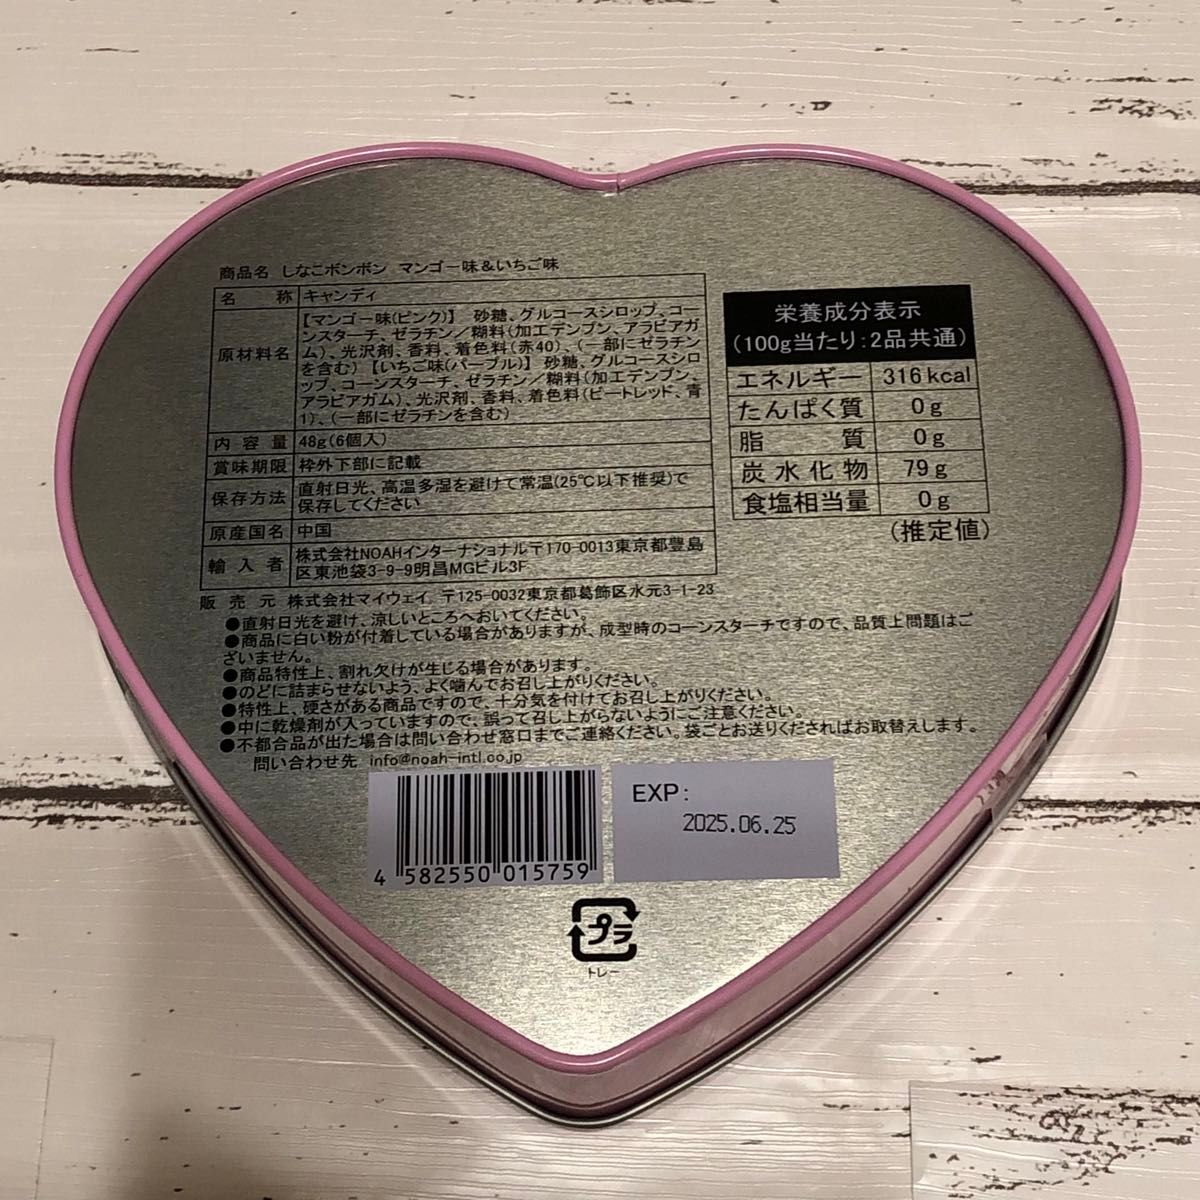 商品名 しなこボンボン マンゴー味&いちご味
名 称 キャンディ
原材料名 【マンゴー味(ピンク)】 砂糖、グルコースシロップ、コー
ンスターチ、ゼラチン／糊料(加工デンプン、アラビアガ
ム)、光沢剤、香料、着色料(赤40)、(一部にゼラチン
を含む)【いちご味(パープル)】 砂糖、グルコースシロ
ップ、コーンスターチ、ゼラチン／糊料(加工デンプン、
アラビアガム)、光沢剤、香料、着色料(ビートレッド、青
1)、(一部にゼラチンを含む)
内容量 48g(6個入)
賞味期限 枠外下部に記載
保存方法 直射日光、高温多湿を避けて常温(25℃以下推奨)で
保存してください
原産国名 中国
輸入者 株式会社NOAHインターナショナル〒170-0013東京都豊島
区東池袋3-9-9明昌MGビル3F
販売元 株式会社マイウェイ、〒125-0032東京都葛飾区水元3-1-23
●直射日光を避け、涼しいところへおいてください。
●商品に白い粉が付着している場合がありますが、成型時のコーンスターチですので、品質上問題はご
ざいません。
●商品特性上、割れ欠けが生じる場合があります。
●のどに詰まらせないよう、よく噛んでお召し上がりください。
●特性上、硬さがある商品ですので、十分気を付けてお召し上がりください。
●中に乾燥剤が入っていますので、誤って召し上がらないようにご注意ください。
●不都合品が出た場合は問い合わせ窓口までご連絡ください。袋ごとお送りくださればお取替えします。
問い合わせ先 info@noah-intl.co.jp
栄養成分表示
(100g当たり:2品共通)
エネルギー 316kcal
たんぱく質 0g
脂質 0g
炭水化物 79g
食塩相当量 0g
(推定値)
4 582550 015759
EXP:
2025.06.25
プラ
トレー